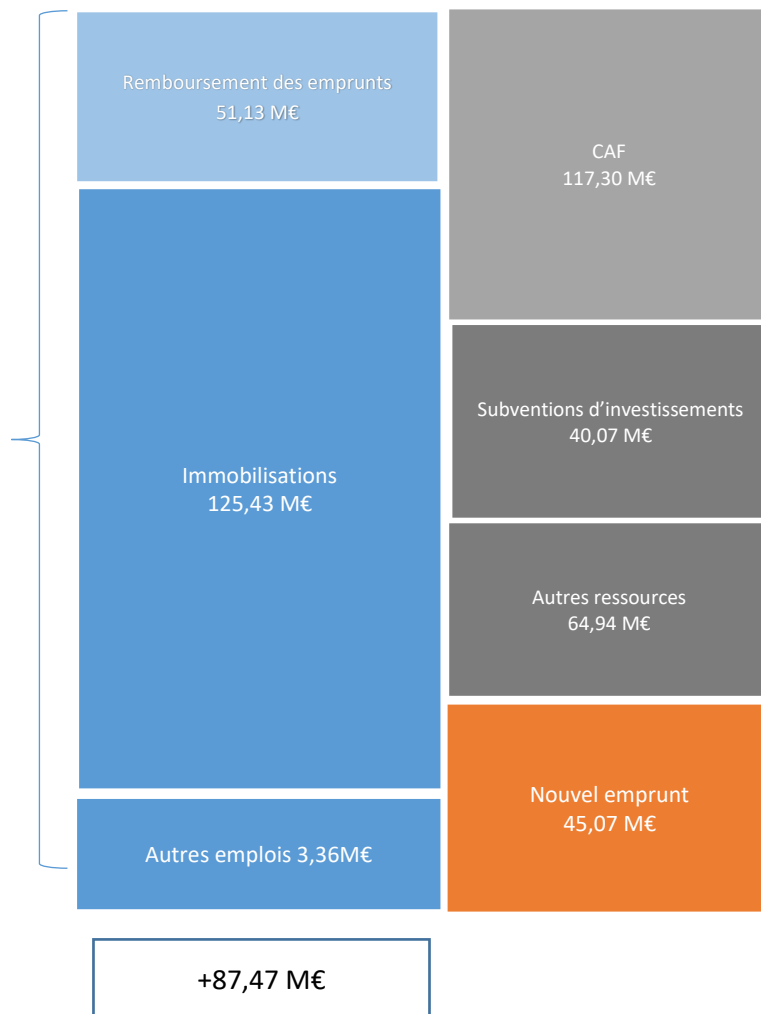 Remboursement des emprunts
51,13 M€
Immobilisations
125,43 M€
Autres emplois 3,36M€
+87,47 M€
CAF
117,30 M€
Subventions d’investissements
40,07 M€
Autres ressources
64,94 M€
Nouvel emprunt
45,07 M€